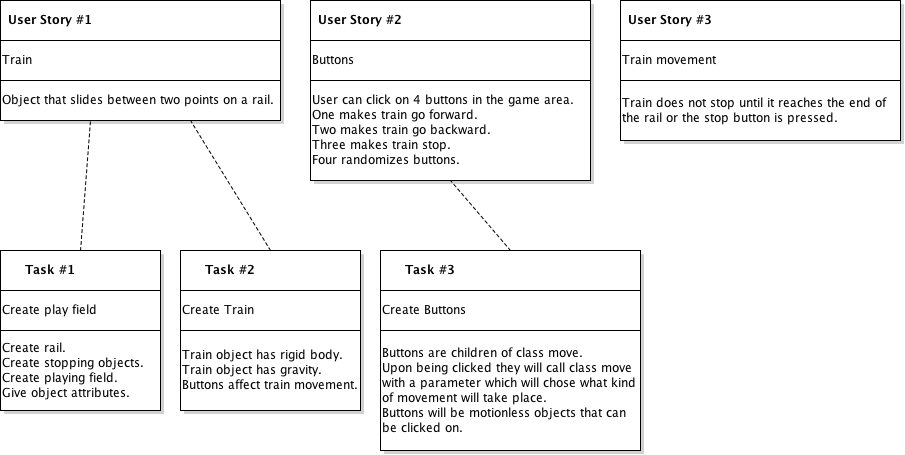 User Story #1
Train
Object that slides between two points on a rail.
User Story #2
Buttons
User can click on 4 buttons in the game area.
One makes train go forward.
Two makes train go backward.
Three makes train stop.
Four randomizes buttons.
User Story #3
Train movement
Train does not stop until it reaches the end of
the rail or the stop button is pressed.
Task #1
Create play field
Create rail.
Create stopping objects.
Create playing field.
Give object attributes.
Task #2
Create Train
Train object has rigid body.
Train object has gravity.
Buttons affect train movement.
Task #3
Create Buttons
Buttons are children of class move.
Upon being clicked they will call class move
with a parameter which will chose what kind
of movement will take place.
Buttons will be motionless objects that can
be clicked on.